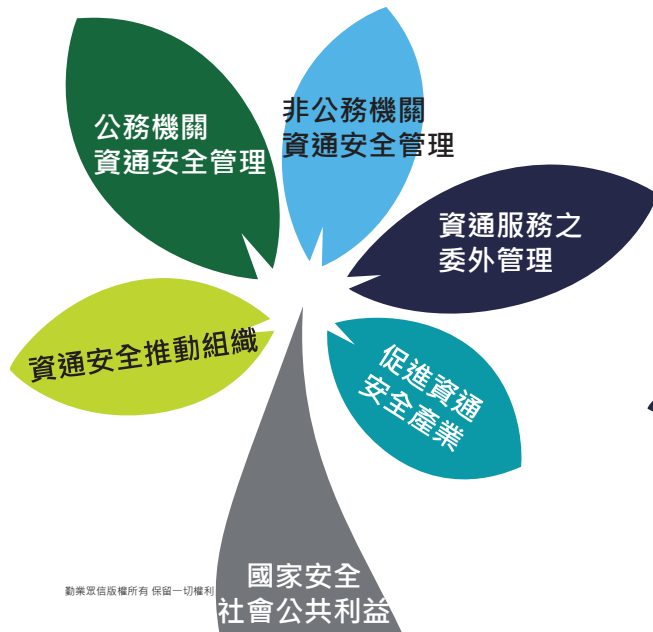 公務機關
資通安全管理
非公務機關
資通安全管理
資通服務之
委外管理
資通安全推動組織
促進資通
安全產業
勤業眾信版權所有 保留一切權利
國家安全
社會公共利益